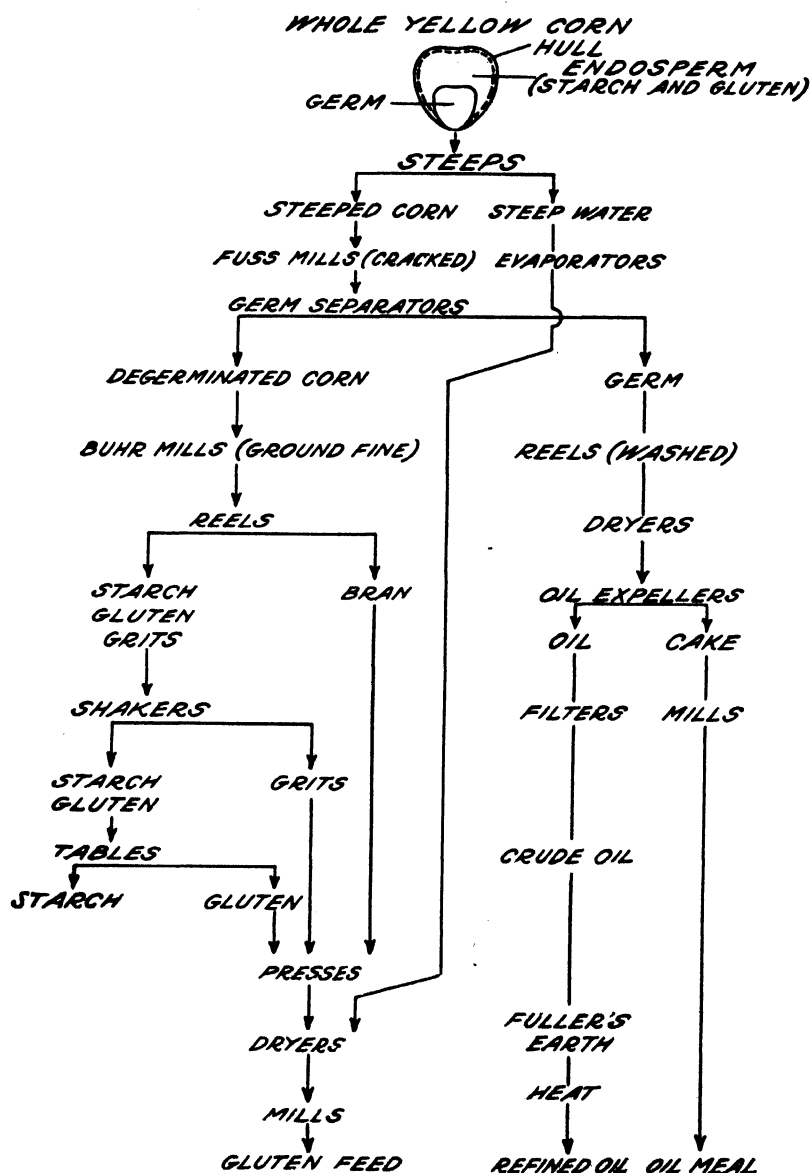 WHOLE YELLOW CORN
HULL
ENDOSPERM
(STARCH AND GLUTEN)
GERM
STEEPS
STEEPED CORN
STEEP WATER
FUSS MILLS (CRACKED)
EVAPORATORS
GERM SEPARATORS
DEGERMINATED CORN
GERM
BUHR MILLS (GROUND FINE)
REELS (WASHED)
REELS
DRYERS
STARCH
GLUTEN
GRITS
BRAN
OIL EXPELLERS
OIL
CAKE
SHAKERS
FILTERS
MILLS
STARCH
GLUTEN
GRITS
TABLES
CRUDE OIL
STARCH
GLUTEN
PRESSES
FULLER'S
EARTH
DRYERS
HEAT
MILLS
GLUTEN FEED
REFINED OIL
OIL MEAL